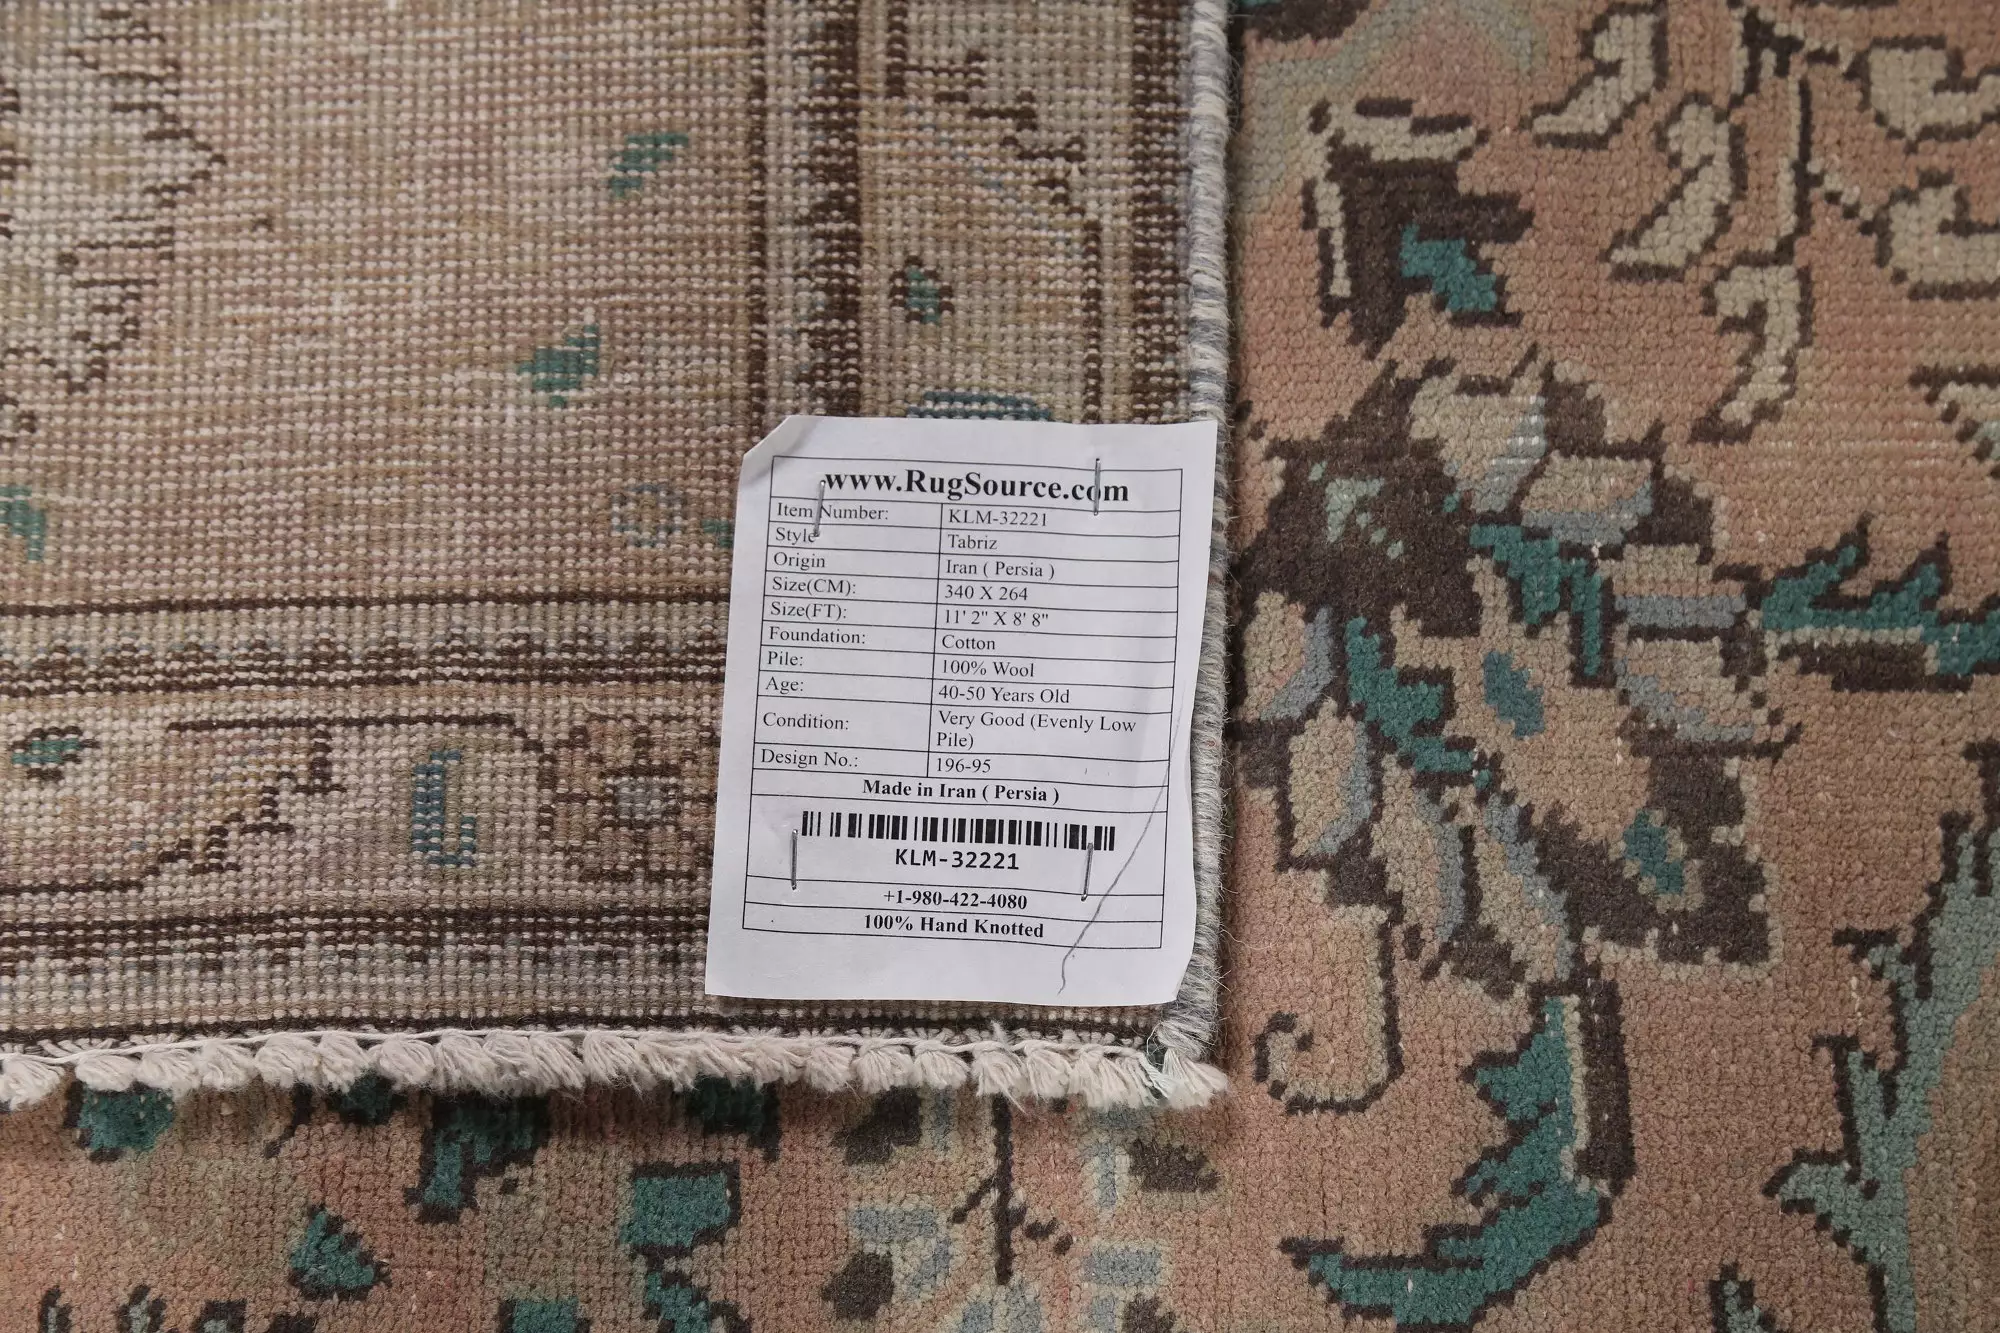 www.RugSource.com
Item Number: KLM-32221
Style Tabriz
Origin Iran ( Persia )
Size(CM): 340 X 264
Size(FT): 11' 2" X 8' 8"
Foundation: Cotton
Pile: 100% Wool
Age: 40-50 Years Old
Condition: Very Good (Evenly Low
Pile)
Design No.: 196-95
Made in Iran ( Persia )
KLM-32221
+1-980-422-4080
100% Hand Knotted